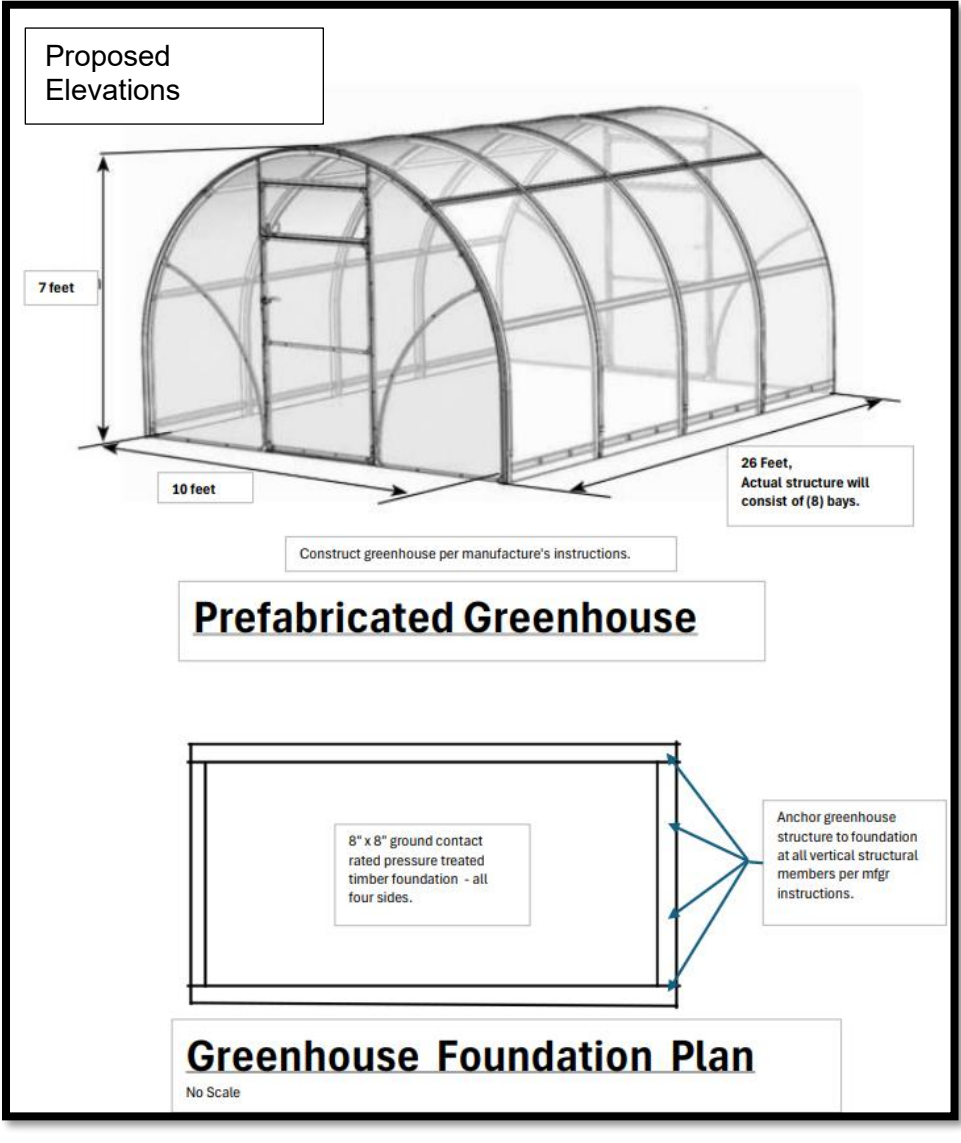 Proposed
Elevations
7 feet
10 feet
26 Feet,
Actual structure will
consist of (8) bays.
Construct greenhouse per manufacture's instructions.
Prefabricated Greenhouse
8" x 8" ground contact
rated pressure treated
timber foundation - all
four sides.
Anchor greenhouse
structure to foundation
at all vertical structural
members per mfgr
instructions.
Greenhouse Foundation Plan
No Scale